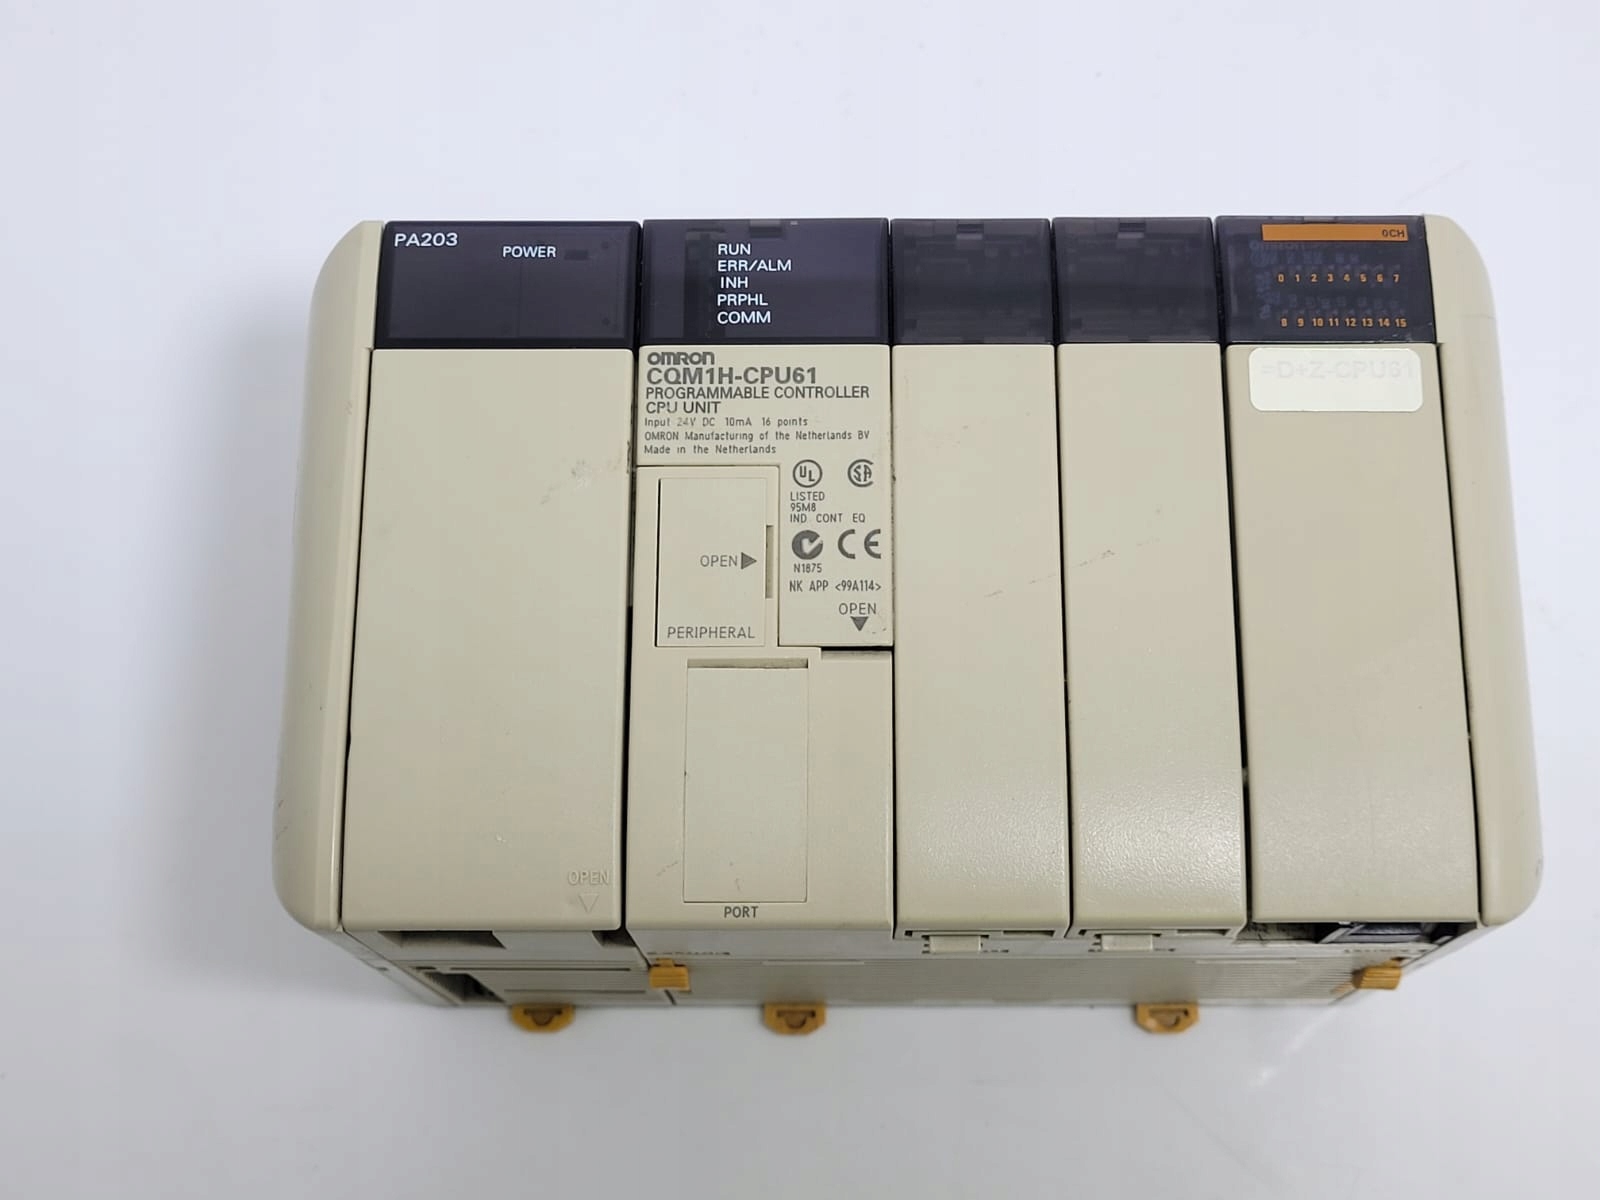 PA203
POWER
RUN
ERR/ALM
INH
PRPHL
COMM
0CH
0 1 2 3 4 5 6 7
8 9 10 11 12 13 14 15
OMRON
CQM1H-CPU61
PROGRAMMABLE CONTROLLER
CPU UNIT
Input 24V DC 10mA 16 points
OMRON Manufacturing of the Netherlands BV
Made in the Netherlands
=D+Z-CPU61
UL
SA
LISTED
95M8
IND CONT EQ
CE
N1875
NK APP <99A114>
OPEN
OPEN
PERIPHERAL
OPEN
PORT